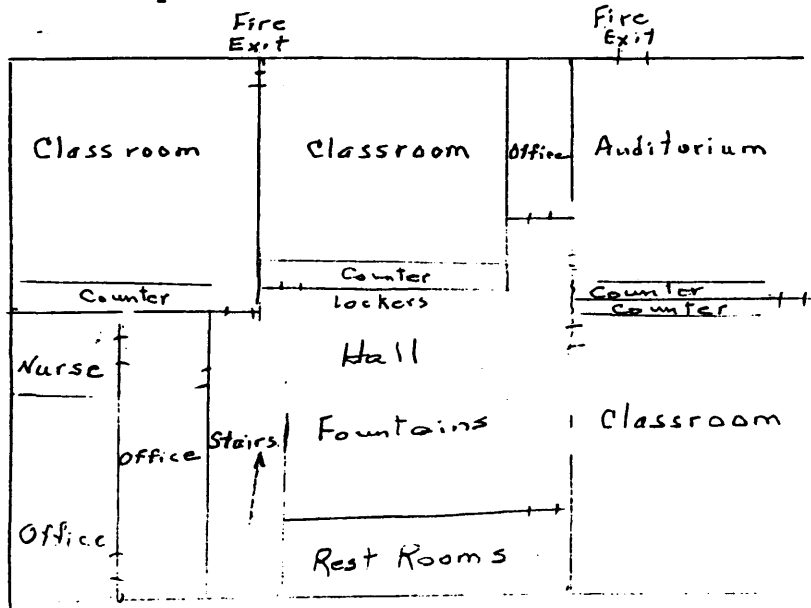 Fire
Exit
Fire
Exit
Classroom
Classroom
Office
Auditorium
Counter
Counter
Lockers
Counter
Counter
Nurse
Hall
Office
Stairs
Fountains
Classroom
Office
Rest Rooms